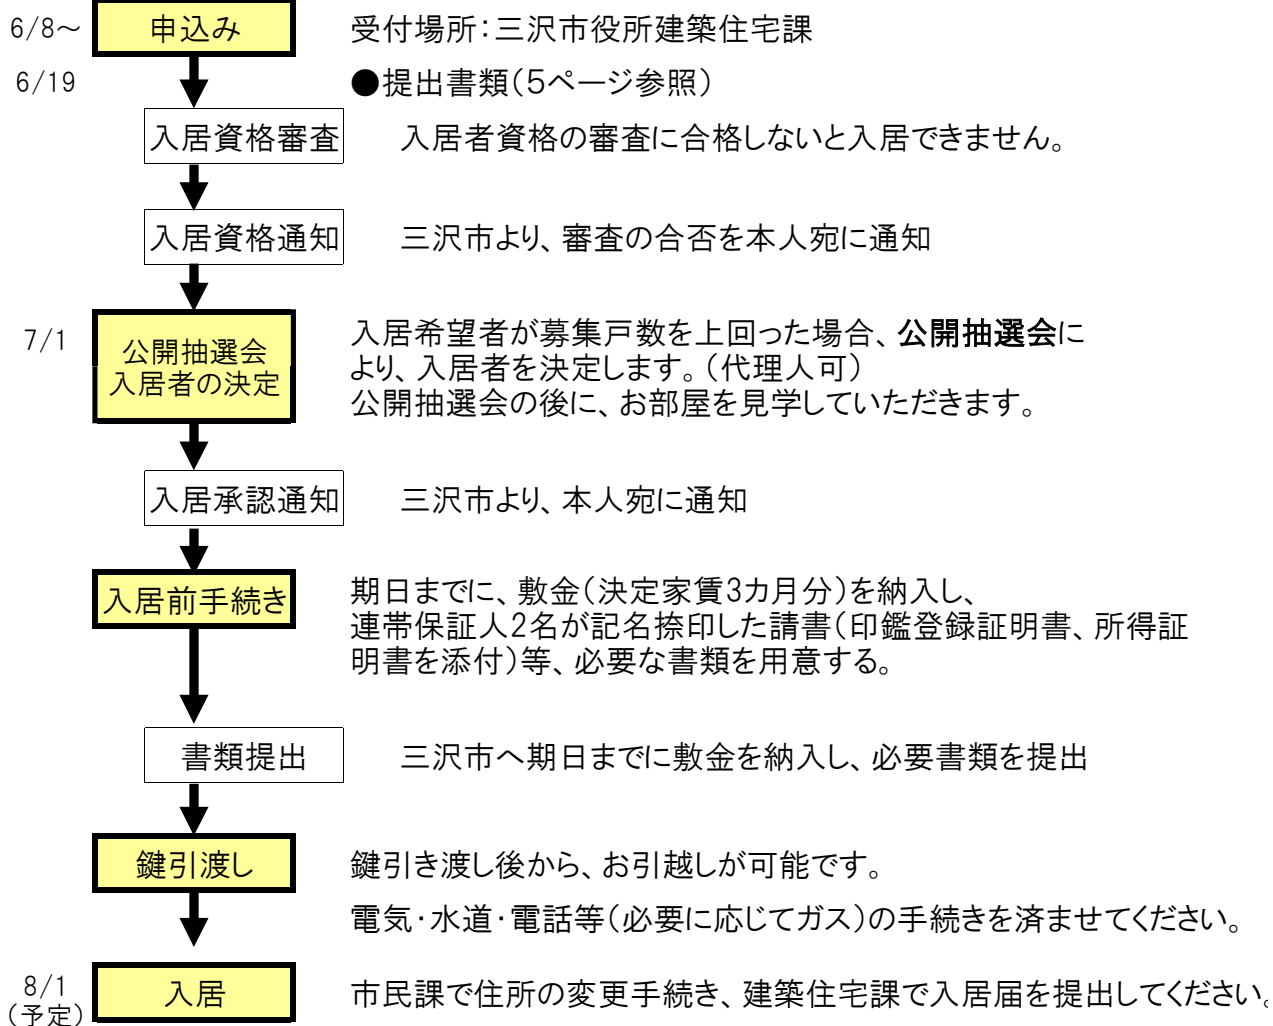 6/8～ 申込み 受付場所：三沢市役所建築住宅課
6/19 ●提出書類（5ページ参照）
入居資格審査 入居者資格の審査に合格しないと入居できません。
入居資格通知 三沢市より、審査の合否を本人宛に通知
7/1
公開抽選会
入居者の決定
入居希望者が募集戸数を上回った場合、公開抽選会に
より、入居者を決定します。（代理人可）
公開抽選会の後に、お部屋を見学していただきます。
入居承認通知 三沢市より、本人宛に通知
入居前手続き
期日までに、敷金（決定家賃3カ月分）を納入し、
連帯保証人2名が記名捺印した請書（印鑑登録証明書、所得証
明書を添付）等、必要な書類を用意する。
書類提出 三沢市へ期日までに敷金を納入し、必要書類を提出
鍵引渡し 鍵引き渡し後から、お引越しが可能です。
電気・水道・電話等（必要に応じてガス）の手続きを済ませてください。
8/1
（予定）
入居 市民課で住所の変更手続き、建築住宅課で入居届を提出してください。